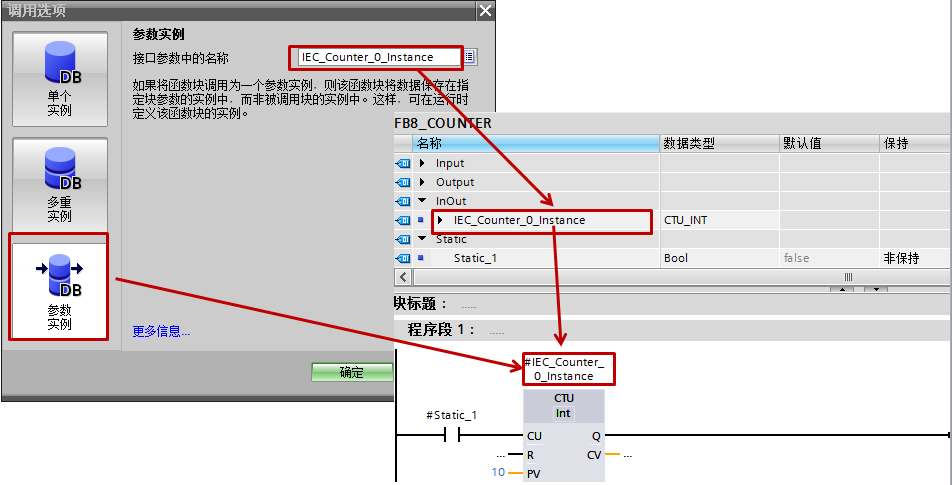 调用选项
参数实例
接口参数中的名称
IEC_Counter_0_Instance
如果将函数块调用为一个参数实例，则该函数块将数据保存在指
定块参数的实例中，而非被调用块的实例中。这样，可在运行时
定义该函数块的实例。
DB
单个
实例
DB
多重
实例
DB
参数
实例
更多信息...
确定
FB8_COUNTER
名称 数据类型 默认值 保持
Input
Output
InOut
IEC_Counter_0_Instance CTU_INT
Static
Static_1 Bool false 非保持
块标题： .....
程序段 1： .....
#IEC_Counter_
0_Instance
CTU
Int
#Static_1
CU Q
... R CV ...
10 PV